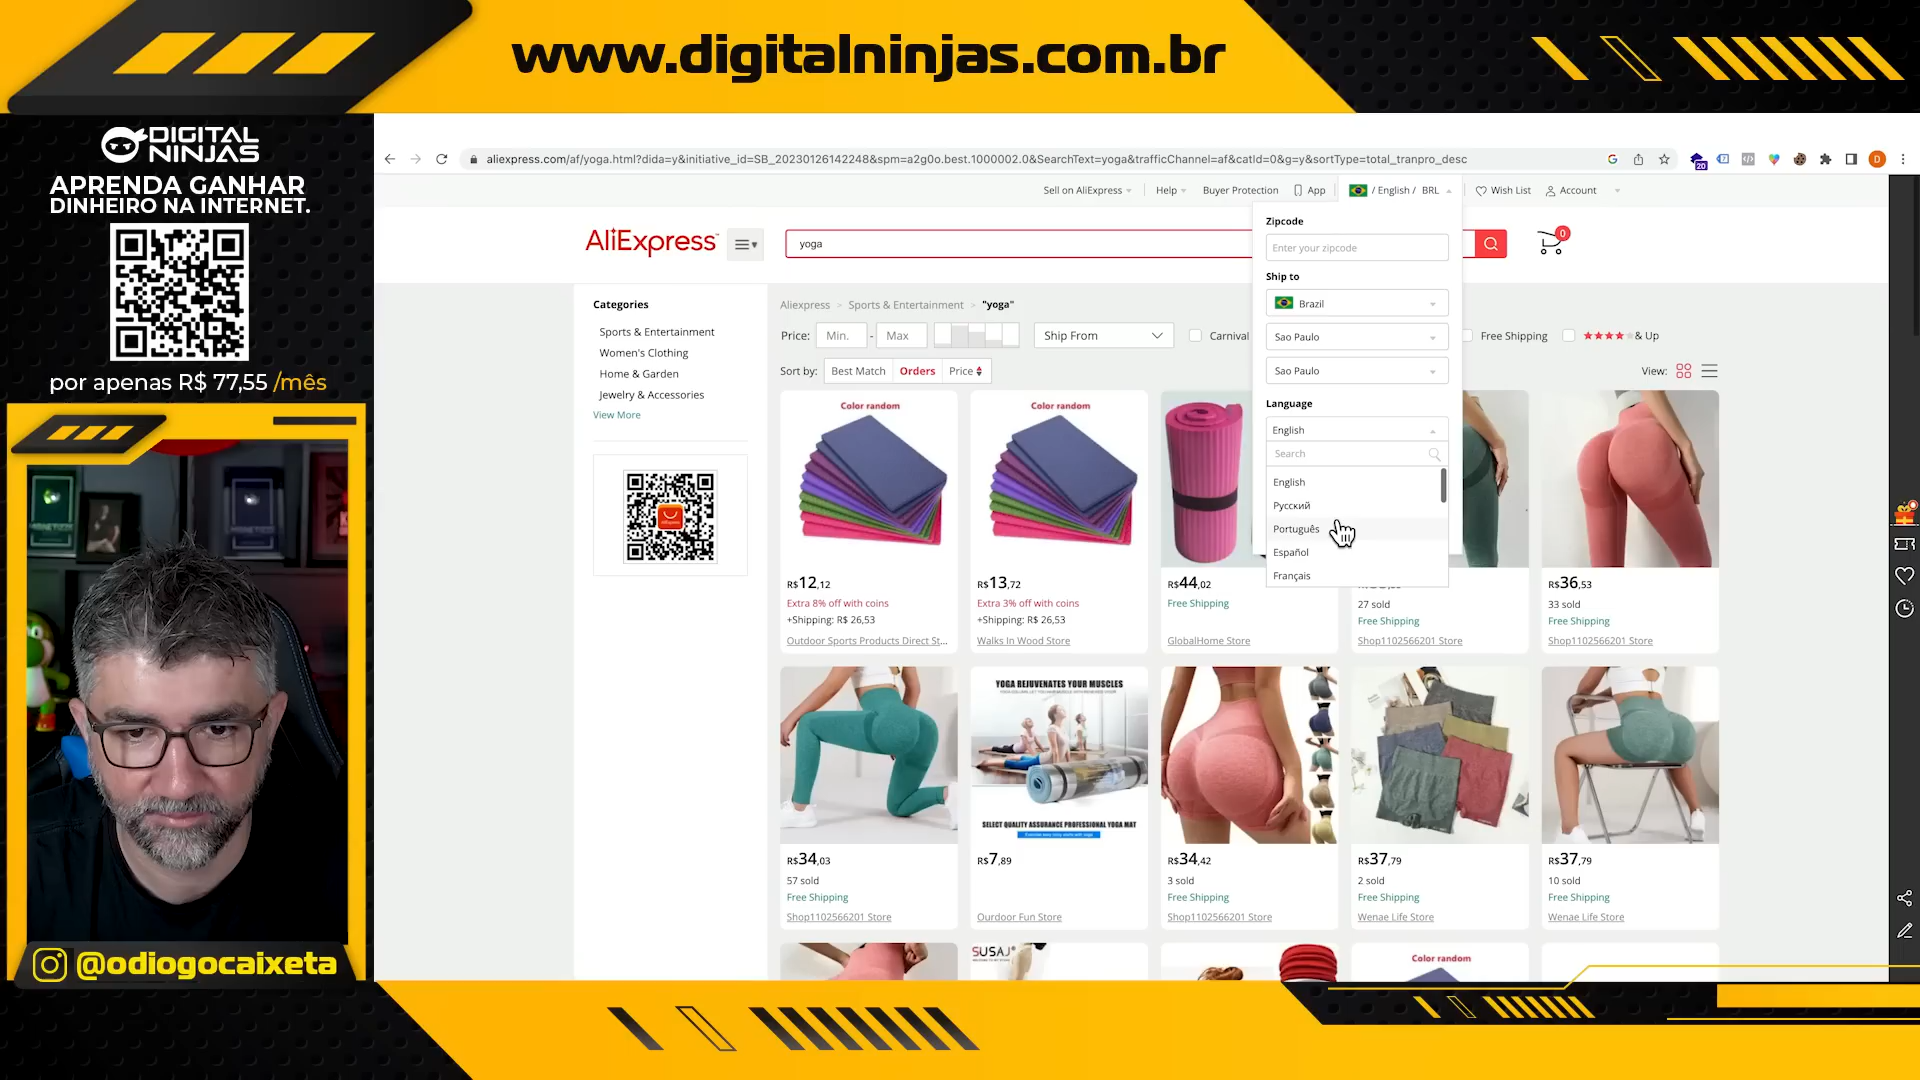 www.digitalninjas.com.br
DIGITAL
NINJAS
APRENDA GANHAR
DINHEIRO NA INTERNET.
por apenas R$ 77,55 /mês
@odiogocaixeta
aliexpress.com/af/yoga.html?dida=y&initiative_id=SB_20230126142248&spm=a2g0o.best.1000002.0&SearchText=yoga&trafficChannel=af&catId=0&g=y&sortType=total_tranpro_desc
20
D
Sell on AliExpress
Help
Buyer Protection
App
/ English / BRL
Wish List
Account
AliExpress
yoga
0
Zipcode
Enter your zipcode
Ship to
Brazil
Sao Paulo
Sao Paulo
Language
English
Search
English
Русский
Português
Español
Français
Categories
Sports & Entertainment
Women's Clothing
Home & Garden
Jewelry & Accessories
View More
Aliexpress > Sports & Entertainment > "yoga"
Price: Min. - Max
Ship From
Carnival
Free Shipping
& Up
Sort by: Best Match Orders Price
View:
Color random
R$12,12
Extra 8% off with coins
+Shipping: R$ 26,53
Outdoor Sports Products Direct St...
Color random
R$13,72
Extra 3% off with coins
+Shipping: R$ 26,53
Walks In Wood Store
R$44,02
Free Shipping
GlobalHome Store
27 sold
Free Shipping
Shop1102566201 Store
R$36,53
33 sold
Free Shipping
Shop1102566201 Store
R$34,03
57 sold
Free Shipping
Shop1102566201 Store
YOGA REJUVENATES YOUR MUSCLES
SELECT QUALITY ASSURANCE PROFESSIONAL YOGA MAT
R$7,89
Ourdoor Fun Store
R$34,42
3 sold
Free Shipping
Shop1102566201 Store
R$37,79
2 sold
Free Shipping
Wenae Life Store
R$37,79
10 sold
Free Shipping
Wenae Life Store
SUSAJ
Color random